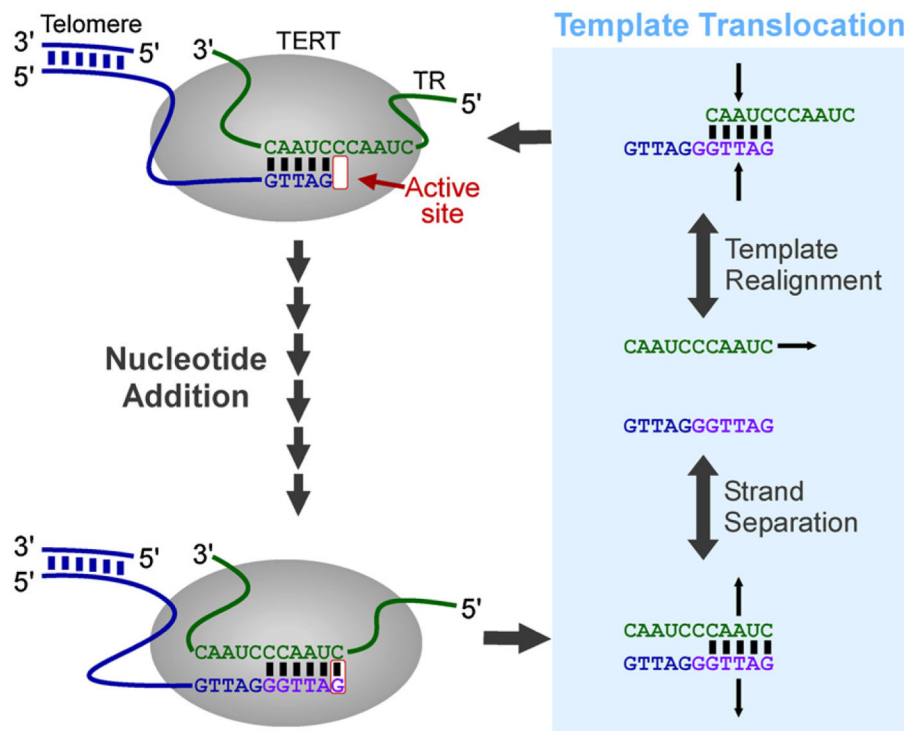 Telomere
3'
5'
5'
3'
TERT
TR
5'
CAAUCCCAAUC
GTTAG
Active
site
Nucleotide
Addition
3'
5'
5'
3'
5'
CAAUCCCAAUC
GTTAGGGTTAG
Template Translocation
CAAUCCCAAUC
GTTAGGGTTAG
Template
Realignment
CAAUCCCAAUC
GTTAGGGTTAG
Strand
Separation
CAAUCCCAAUC
GTTAGGGTTAG